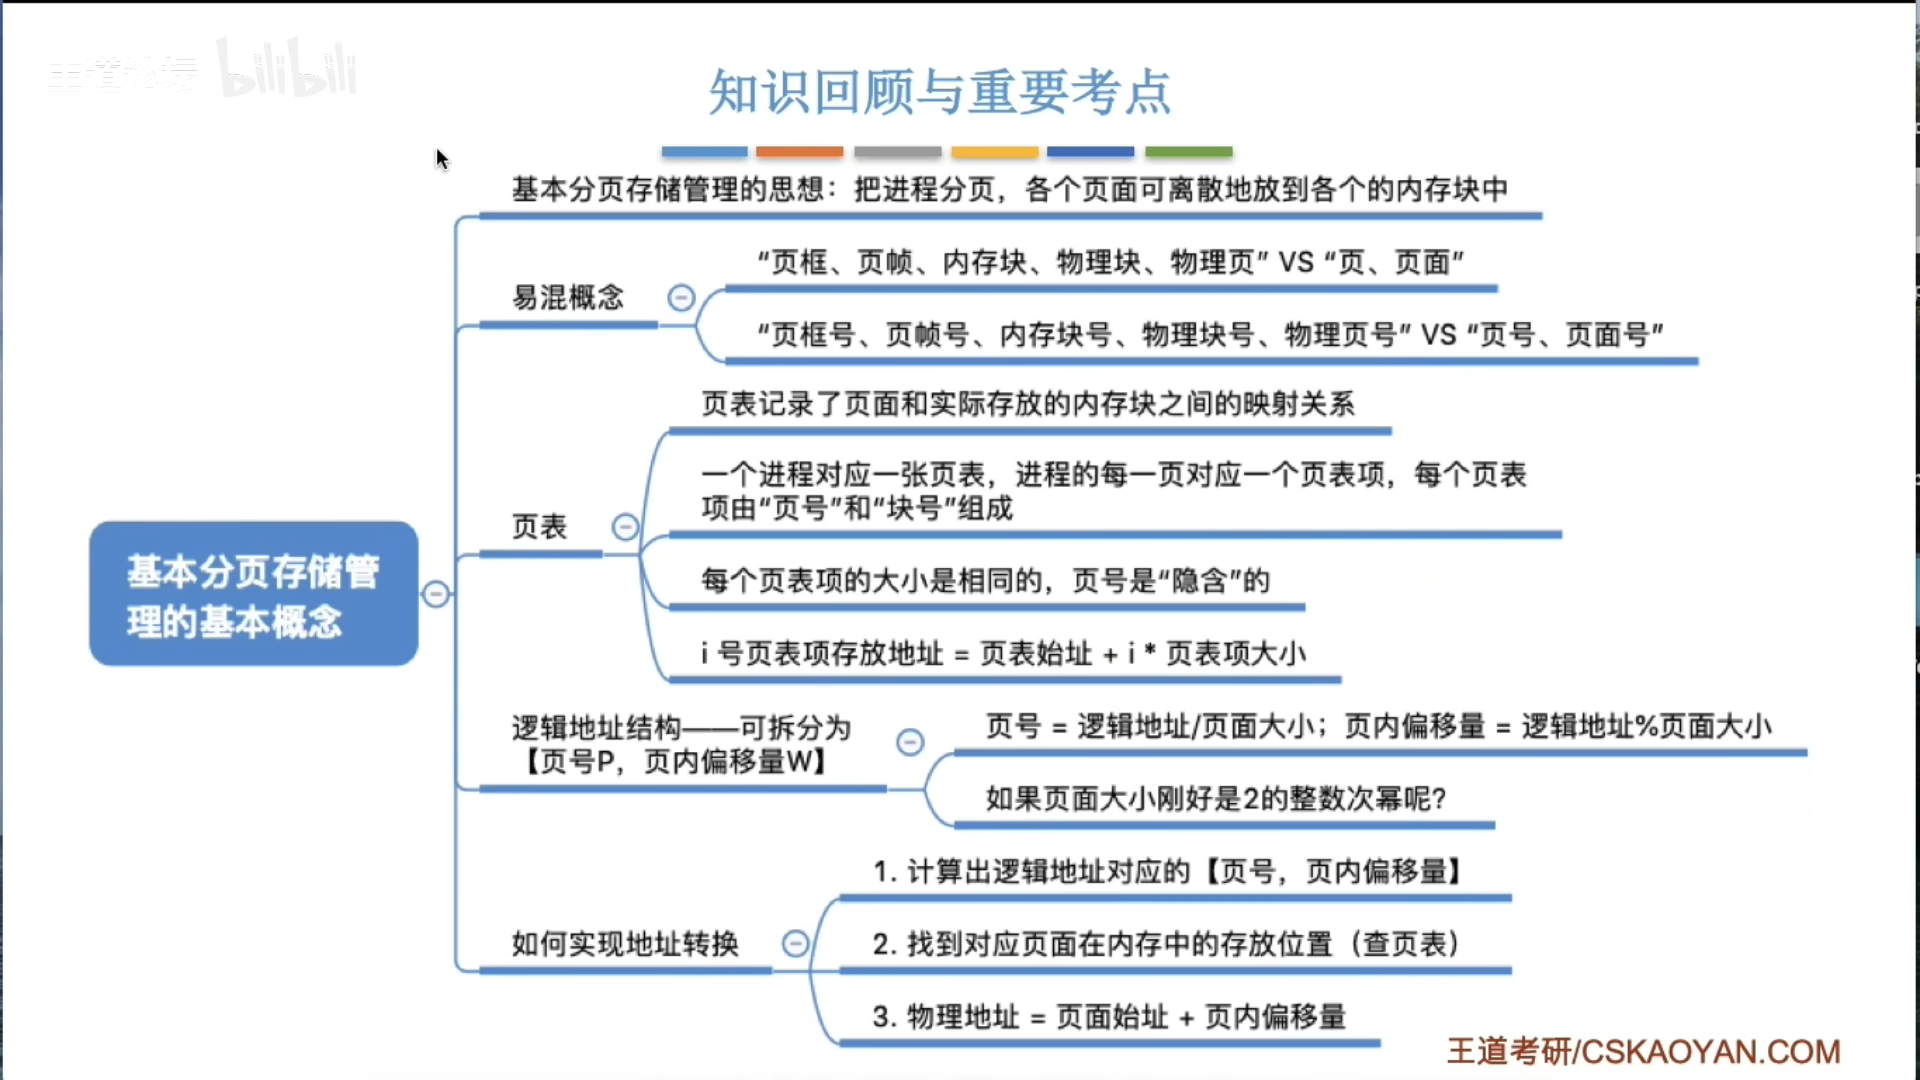 王道论坛 bilibili
知识回顾与重要考点
基本分页存储管理的思想：把进程分页，各个页面可离散地放到各个的内存块中
易混概念
“页框、页帧、内存块、物理块、物理页” VS “页、页面”
“页框号、页帧号、内存块号、物理块号、物理页号” VS “页号、页面号”
页表
页表记录了页面和实际存放的内存块之间的映射关系
一个进程对应一张页表，进程的每一页对应一个页表项，每个页表
项由“页号”和“块号”组成
每个页表项的大小是相同的，页号是“隐含”的
i 号页表项存放地址 = 页表始址 + i * 页表项大小
基本分页存储管
理的基本概念
逻辑地址结构——可拆分为
【页号P，页内偏移量W】
页号 = 逻辑地址/页面大小；页内偏移量 = 逻辑地址%页面大小
如果页面大小刚好是2的整数次幂呢？
如何实现地址转换
1. 计算出逻辑地址对应的【页号，页内偏移量】
2. 找到对应页面在内存中的存放位置（查页表）
3. 物理地址 = 页面始址 + 页内偏移量
王道考研/CSKAOYAN.COM